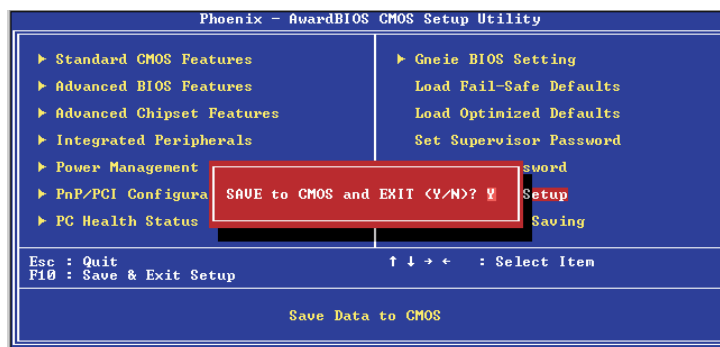 Phoenix - AwardBIOS CMOS Setup Utility
▶ Standard CMOS Features
▶ Advanced BIOS Features
▶ Advanced Chipset Features
▶ Integrated Peripherals
▶ Power Management
▶ PnP/PCI Configura
▶ PC Health Status
▶ Gneie BIOS Setting
Load Fail-Safe Defaults
Load Optimized Defaults
Set Supervisor Password
sword
Setup
Saving
SAVE to CMOS and EXIT (Y/N)? Y
Esc : Quit
F10 : Save & Exit Setup
↑ ↓ → ← : Select Item
Save Data to CMOS